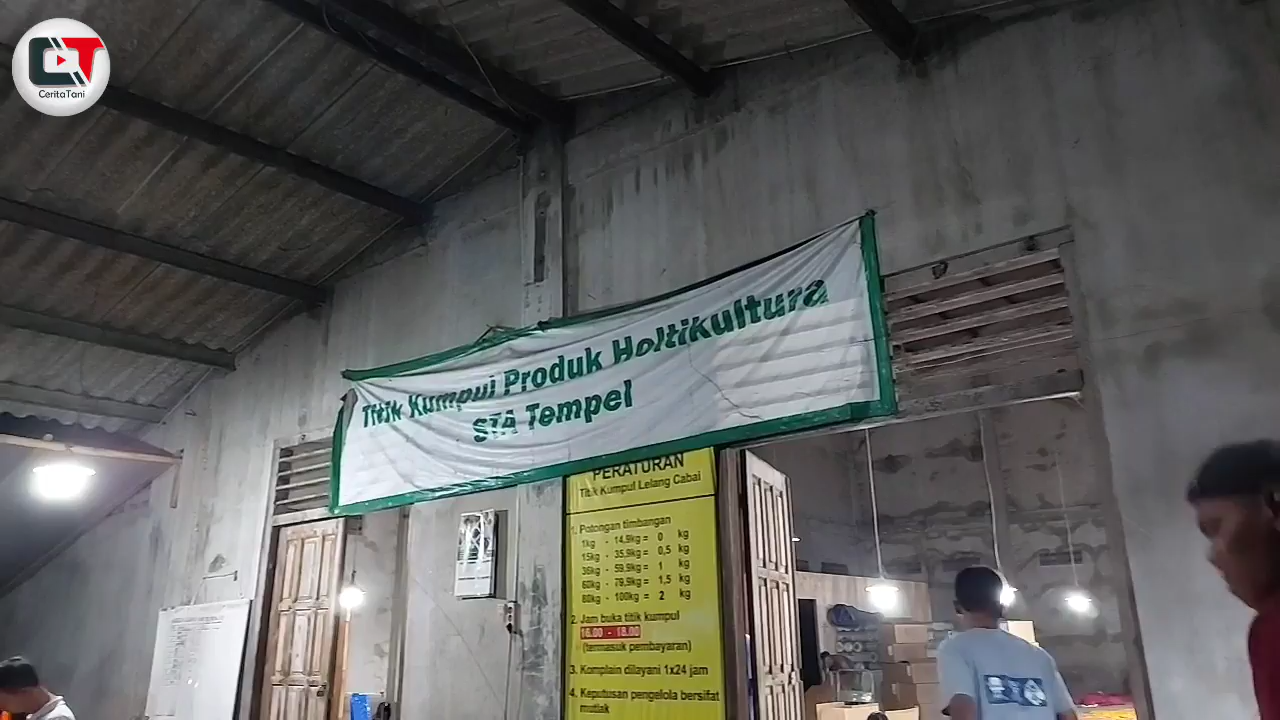 CT
CeritaTani
Titik Kumpul Produk Holtikultura
STA Tempel
PERATURAN
Titik Kumpul Lelang Cabai
1. Potongan timbangan
1kg - 14,9kg = 0 kg
15kg - 35,9kg = 0,5 kg
36kg - 59,9kg = 1 kg
60kg - 79,9kg = 1,5 kg
80kg - 100kg = 2 kg
2. Jam buka titik kumpul
16.00 - 18.00
(termasuk pembayaran)
3. Komplain dilayani 1x24 jam
4. Keputusan pengelola bersifat
mutlak